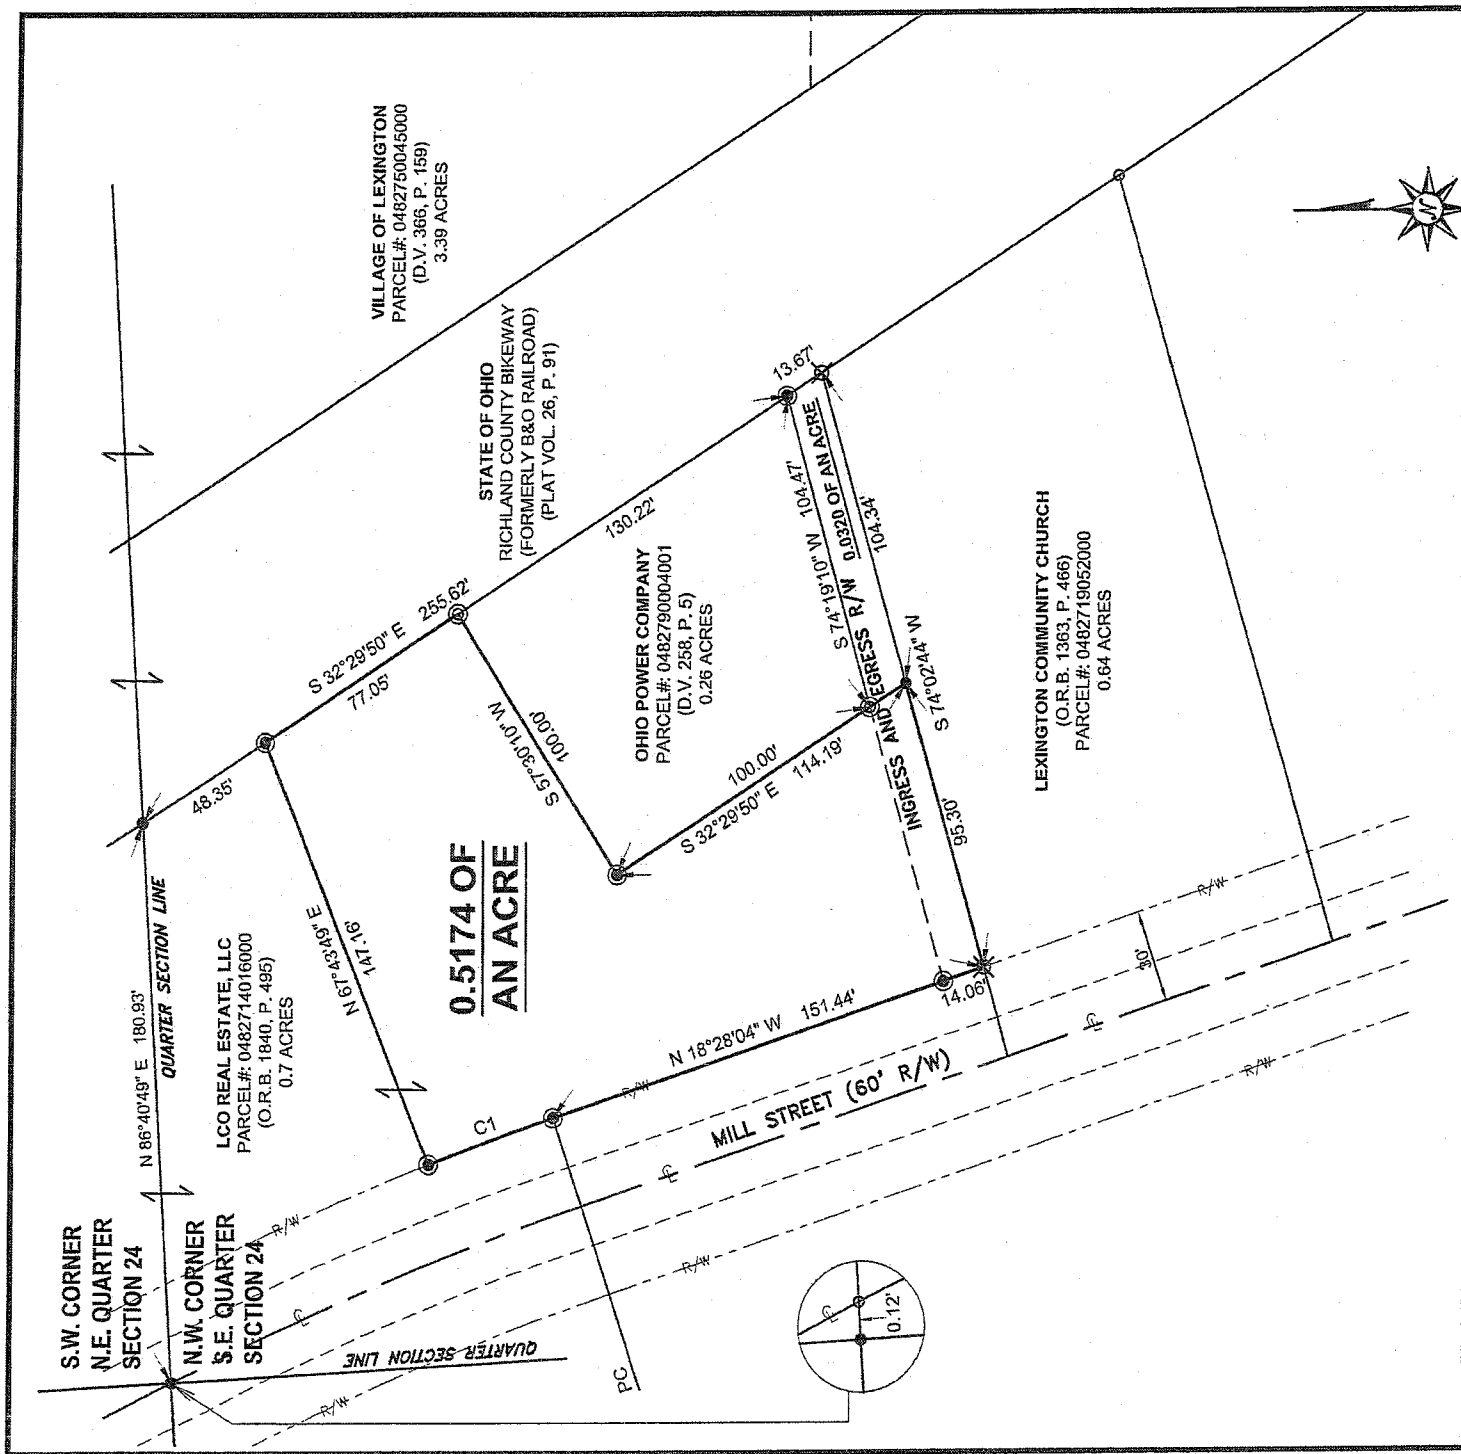 S.W. CORNER
N.E. QUARTER
SECTION 24
N.W. CORNER
S.E. QUARTER
SECTION 24
N 86°40'49" E 180.93'
QUARTER SECTION LINE
QUARTER SECTION LINE
LCO REAL ESTATE, LLC
PARCEL#: 0482714016000
(O.R.B. 1840, P. 495)
0.7 ACRES
VILLAGE OF LEXINGTON
PARCEL#: 0482750045000
(D.V. 366, P. 159)
3.39 ACRES
STATE OF OHIO
RICHLAND COUNTY BIKEWAY
(FORMERLY B&O RAILROAD)
(PLAT VOL. 26, P. 91)
48.35'
S 32°29'50" E 255.62'
77.05'
130.22'
13.67'
N 67°43'49" E
147.16'
S 57°30'10" W
100.00'
0.5174 OF
AN ACRE
OHIO POWER COMPANY
PARCEL#: 0482790004001
(D.V. 258, P. 5)
0.26 ACRES
100.00'
S 32°29'50" E 114.19'
S 74°19'10" W 104.47'
INGRESS AND EGRESS R/W 0.0320 OF AN ACRE
104.34'
S 74°02'44" W
95.30'
LEXINGTON COMMUNITY CHURCH
(O.R.B. 1363, P. 466)
PARCEL#: 0482719052000
0.64 ACRES
C1
N 18°28'04" W 151.44'
14.06'
30'
MILL STREET (60' R/W)
R/W
R/W
R/W
R/W
R/W
R/W
PC
0.12'
N